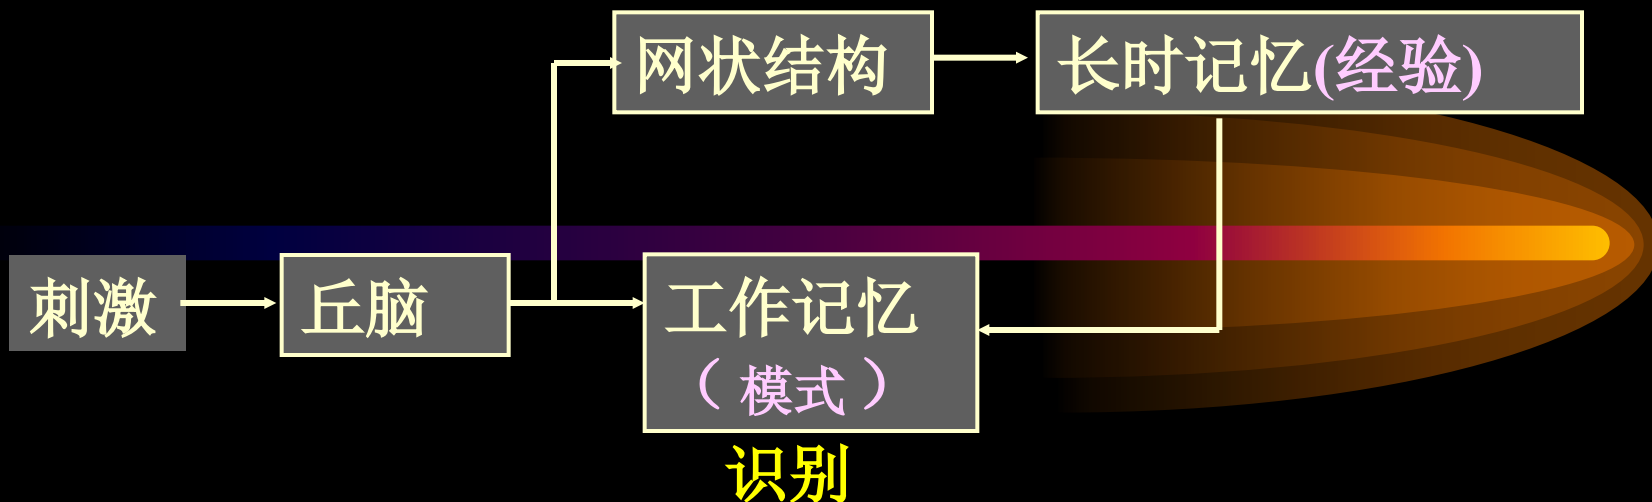 网状结构
长时记忆(经验)
刺激
丘脑
工作记忆
（模式）
识别